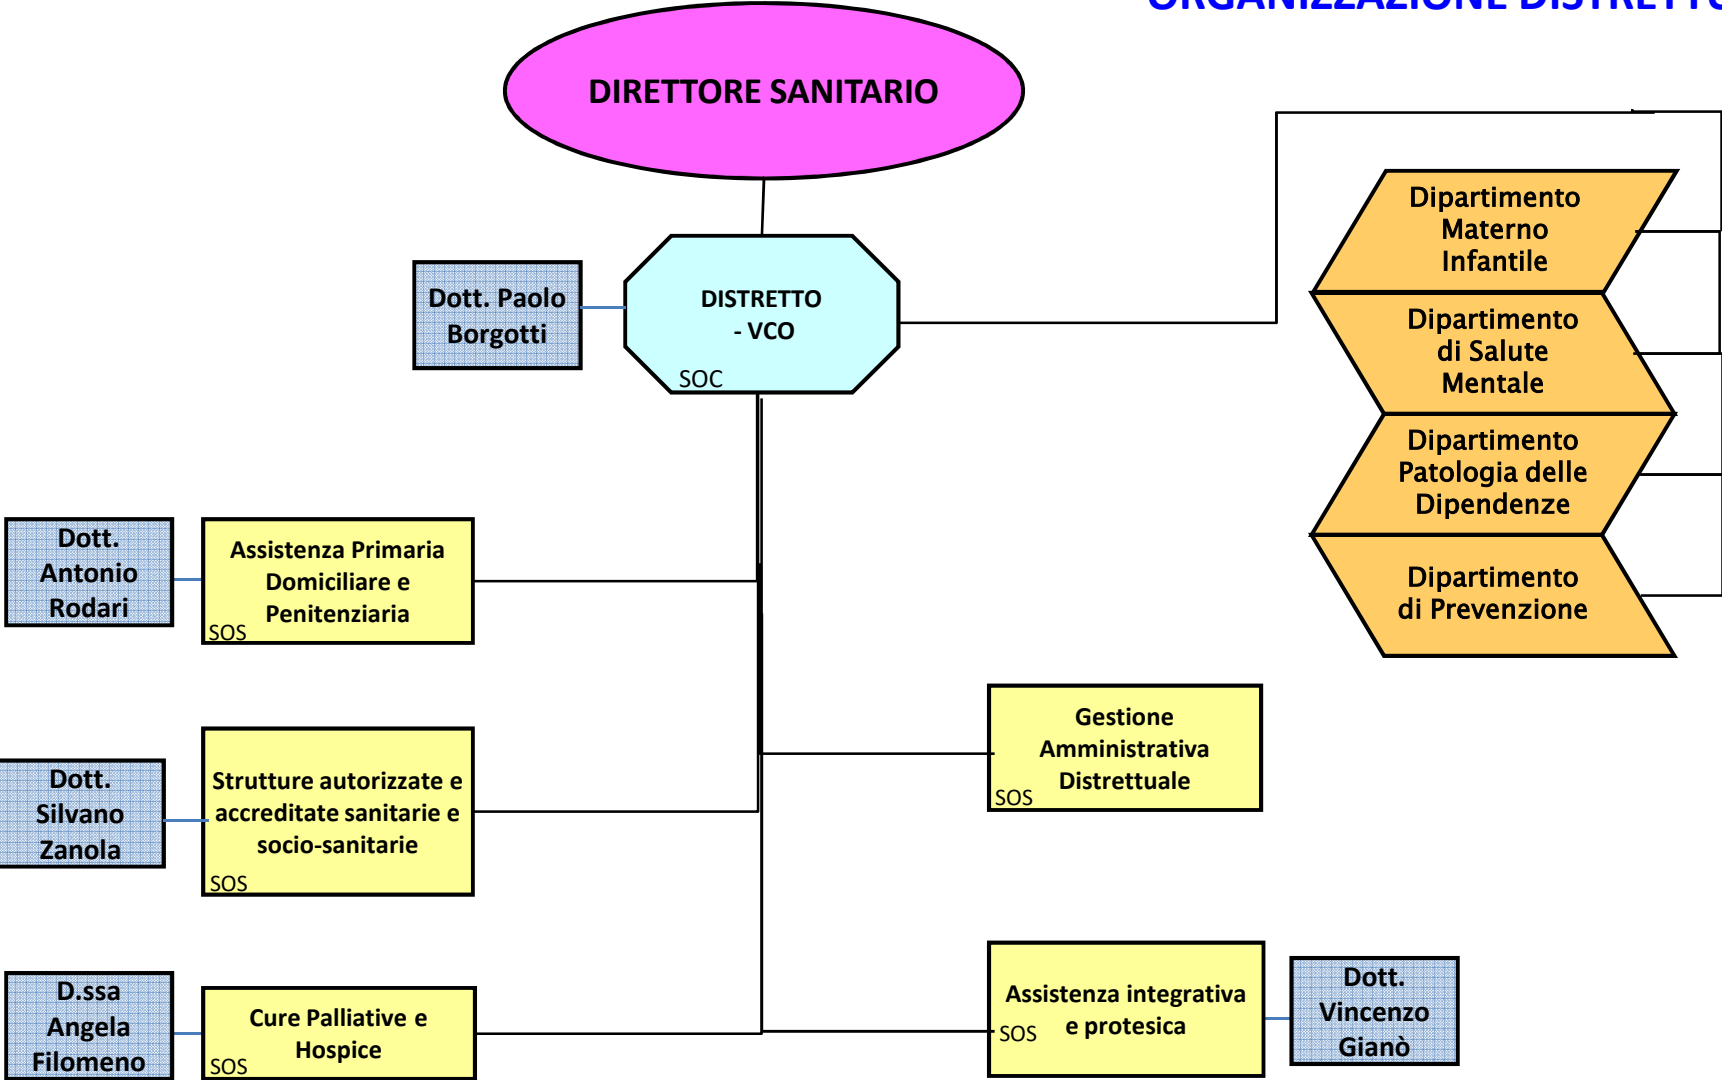 DIRETTORE SANITARIO
Dott. Paolo
Borgotti
DISTRETTO
- VCO
SOC
Dipartimento
Materno
Infantile
Dipartimento
di Salute
Mentale
Dipartimento
Patologia delle
Dipendenze
Dipartimento
di Prevenzione
Dott.
Antonio
Rodari
Assistenza Primaria
Domiciliare e
Penitenziaria
SOS
Gestione
Amministrativa
Distrettuale
SOS
Dott.
Silvano
Zanola
Strutture autorizzate e
accreditate sanitarie e
socio-sanitarie
SOS
D.ssa
Angela
Filomeno
Cure Palliative e
Hospice
SOS
Assistenza integrativa
e protesica
SOS
Dott.
Vincenzo
Gianò